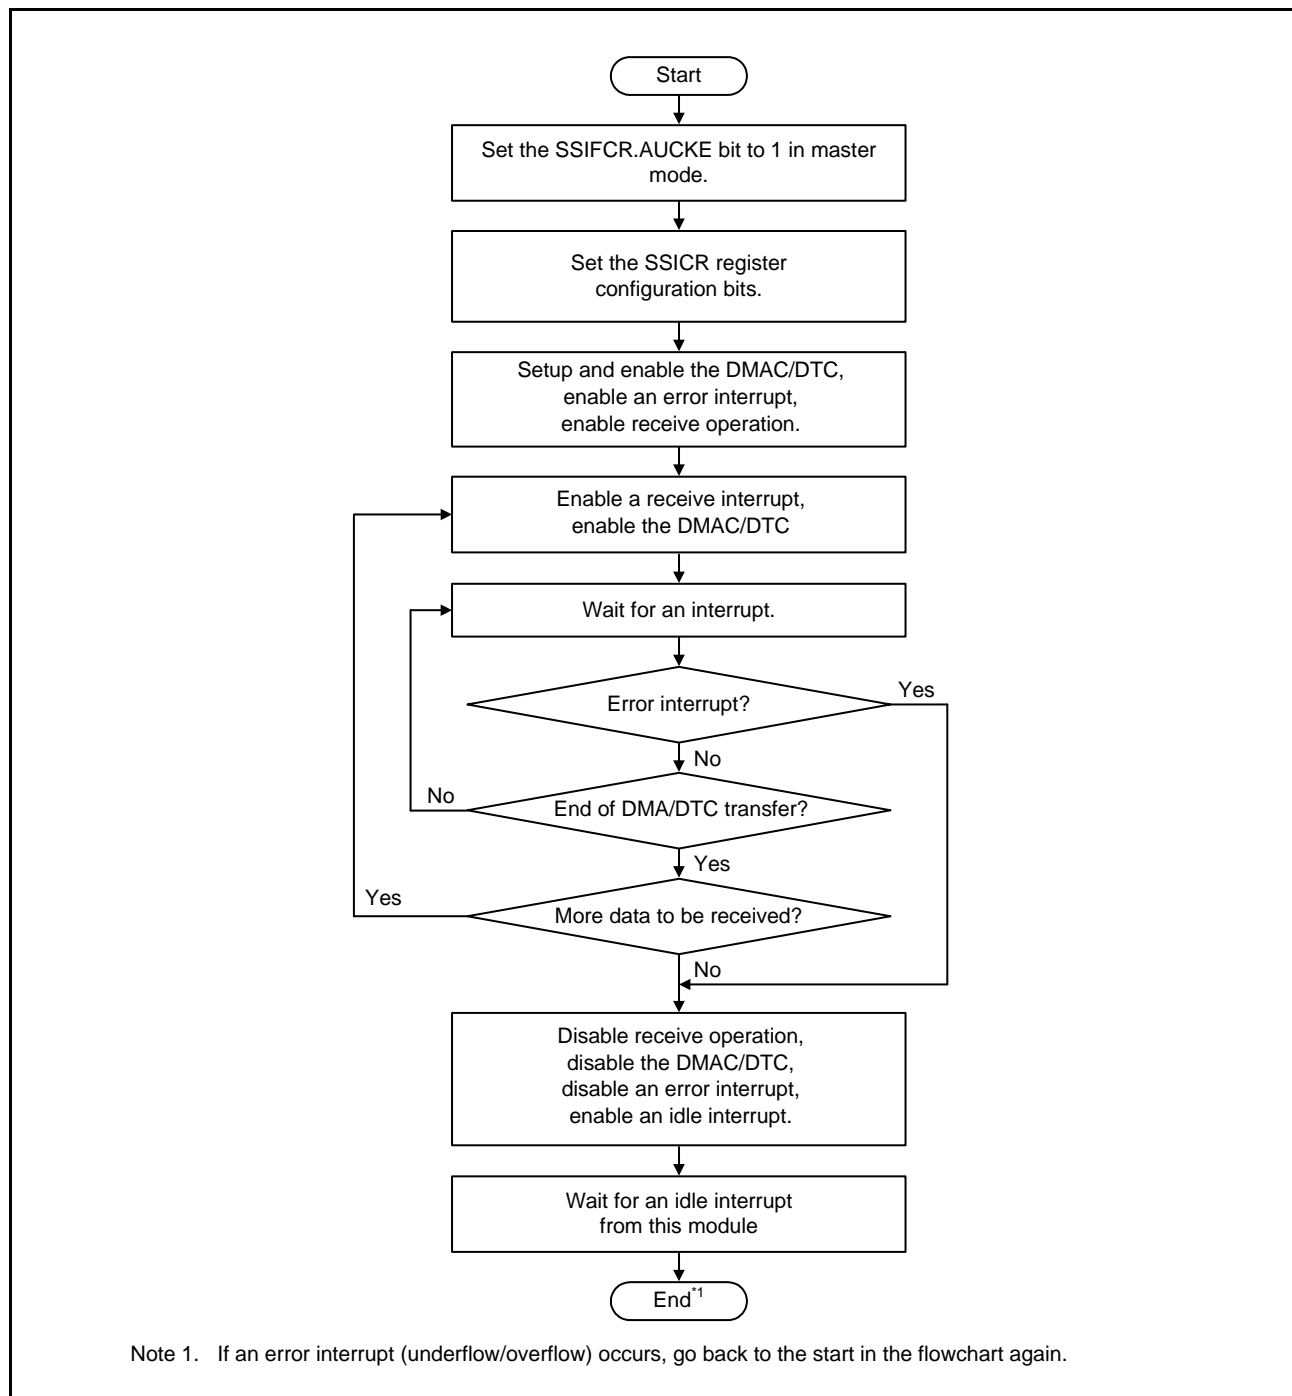 Start
Set the SSIFCR.AUCKE bit to 1 in master
mode.
Set the SSICR register
configuration bits.
Setup and enable the DMAC/DTC,
enable an error interrupt,
enable receive operation.
Enable a receive interrupt,
enable the DMAC/DTC
Wait for an interrupt.
Error interrupt?
Yes
No
End of DMA/DTC transfer?
No
Yes
More data to be received?
Yes
No
Disable receive operation,
disable the DMAC/DTC,
disable an error interrupt,
enable an idle interrupt.
Wait for an idle interrupt
from this module
End*1
Note 1. If an error interrupt (underflow/overflow) occurs, go back to the start in the flowchart again.